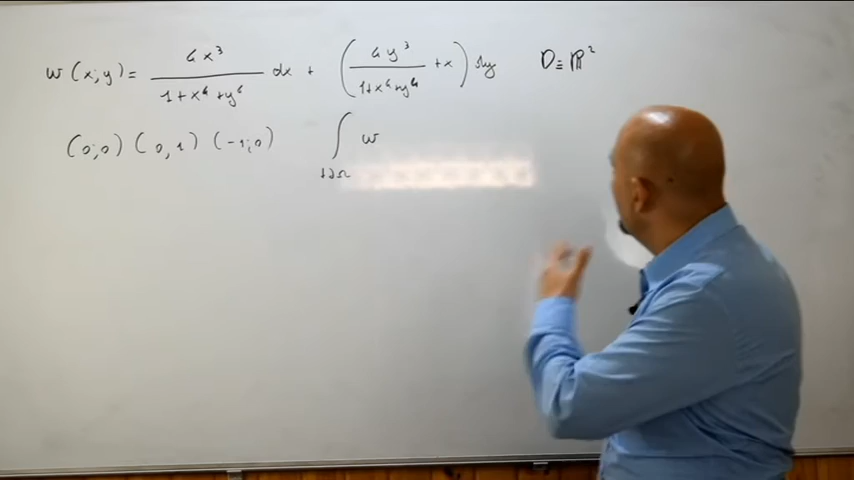 w(x;y)= 4x³/(1+x⁴+y⁴) dx + (4y³/(1+x⁴+y⁴) +x) dy D≡ℝ²
(0;0) (0,1) (-1;0) ∫+∂Ω w